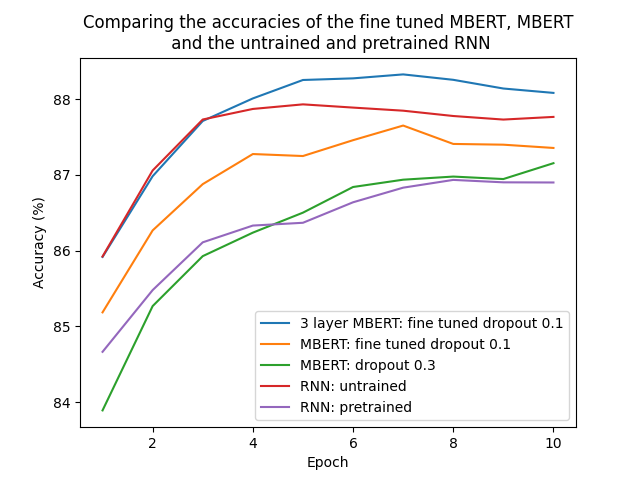 Comparing the accuracies of the fine tuned MBERT, MBERT
and the untrained and pretrained RNN
88
87
86
85
84
Accuracy (%)
3 layer MBERT: fine tuned dropout 0.1
MBERT: fine tuned dropout 0.1
MBERT: dropout 0.3
RNN: untrained
RNN: pretrained
2 4 6 8 10
Epoch